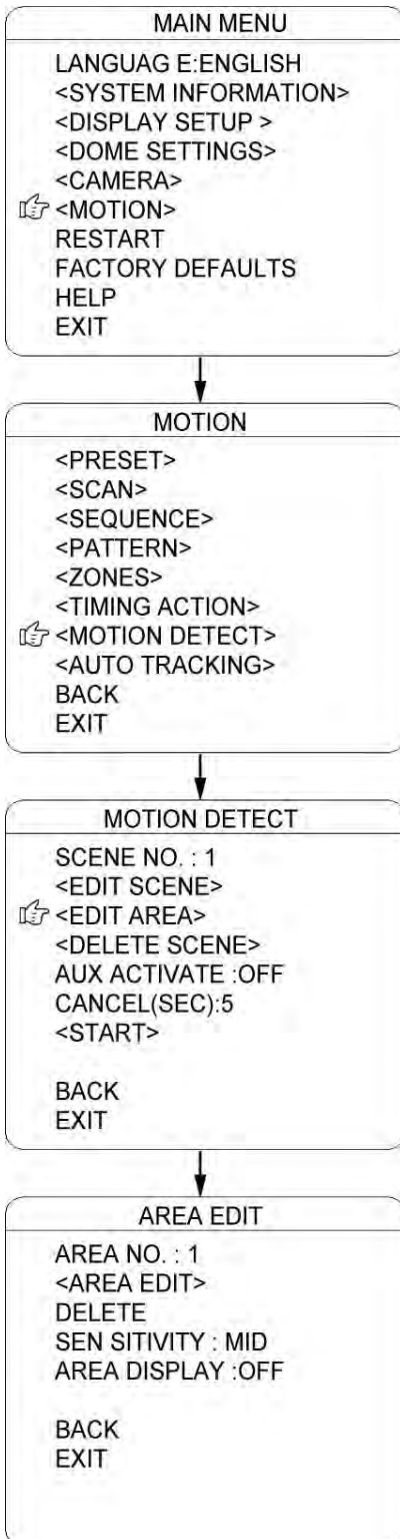 MAIN MENU
LANGUAG E:ENGLISH
<SYSTEM INFORMATION>
<DISPLAY SETUP >
<DOME SETTINGS>
<CAMERA>
<MOTION>
RESTART
FACTORY DEFAULTS
HELP
EXIT
MOTION
<PRESET>
<SCAN>
<SEQUENCE>
<PATTERN>
<ZONES>
<TIMING ACTION>
<MOTION DETECT>
<AUTO TRACKING>
BACK
EXIT
MOTION DETECT
SCENE NO. : 1
<EDIT SCENE>
<EDIT AREA>
<DELETE SCENE>
AUX ACTIVATE :OFF
CANCEL(SEC):5
<START>
BACK
EXIT
AREA EDIT
AREA NO. : 1
<AREA EDIT>
DELETE
SEN SITIVITY : MID
AREA DISPLAY :OFF
BACK
EXIT